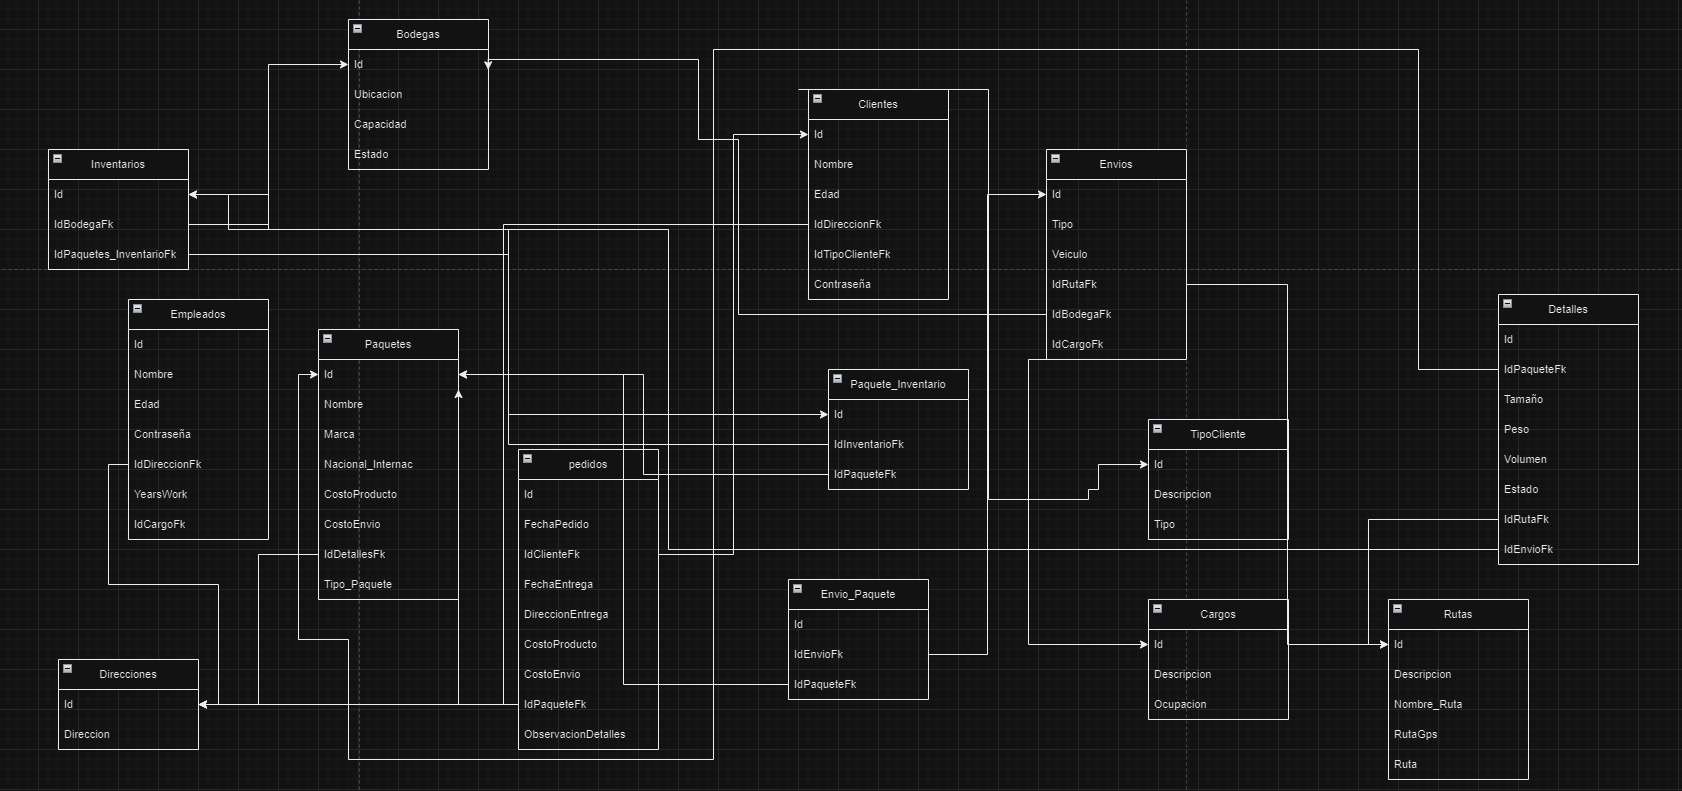 Bodegas
Id
Ubicacion
Capacidad
Estado
Inventarios
Id
IdBodegaFk
IdPaquetes_InventarioFk
Clientes
Id
Nombre
Edad
IdDireccionFk
IdTipoClienteFk
Contraseña
Envios
Id
Tipo
Veiculo
IdRutaFk
IdBodegaFk
IdCargoFk
Detalles
Id
IdPaqueteFk
Tamaño
Peso
Volumen
Estado
IdRutaFk
IdEnvioFk
Empleados
Id
Nombre
Edad
Contraseña
IdDireccionFk
YearsWork
IdCargoFk
Paquetes
Id
Nombre
Marca
Nacional_Internac
CostoProducto
CostoEnvio
IdDetallesFk
Tipo_Paquete
Paquete_Inventario
Id
IdInventarioFk
IdPaqueteFk
pedidos
Id
FechaPedido
IdClienteFk
FechaEntrega
DireccionEntrega
CostoProducto
CostoEnvio
IdPaqueteFk
ObservacionDetalles
TipoCliente
Id
Descripcion
Tipo
Envio_Paquete
Id
IdEnvioFk
IdPaqueteFk
Cargos
Id
Descripcion
Ocupacion
Rutas
Id
Descripcion
Nombre_Ruta
RutaGps
Ruta
Direcciones
Id
Direccion